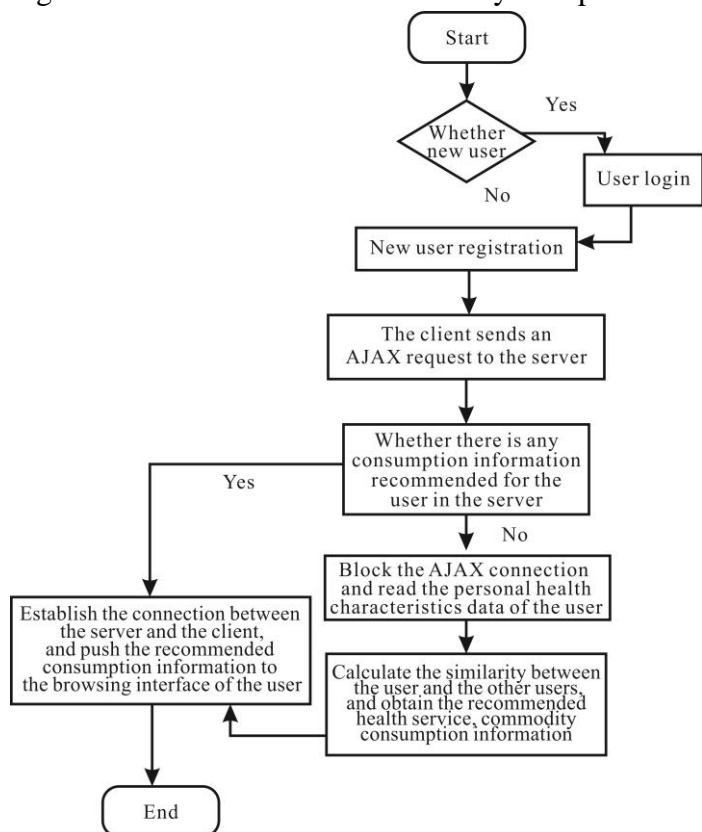 Start
Yes
Whether
new user
User login
No
New user registration
The client sends an
AJAX request to the server
Whether there is any
consumption information
recommended for the
user in the server
Yes
No
Block the AJAX connection
and read the personal health
characteristics data of the user
Establish the connection between
the server and the client,
and push the recommended
consumption information to
the browsing interface of the user
Calculate the similarity between
the user and the other users,
and obtain the recommended
health service, commodity
consumption information
End